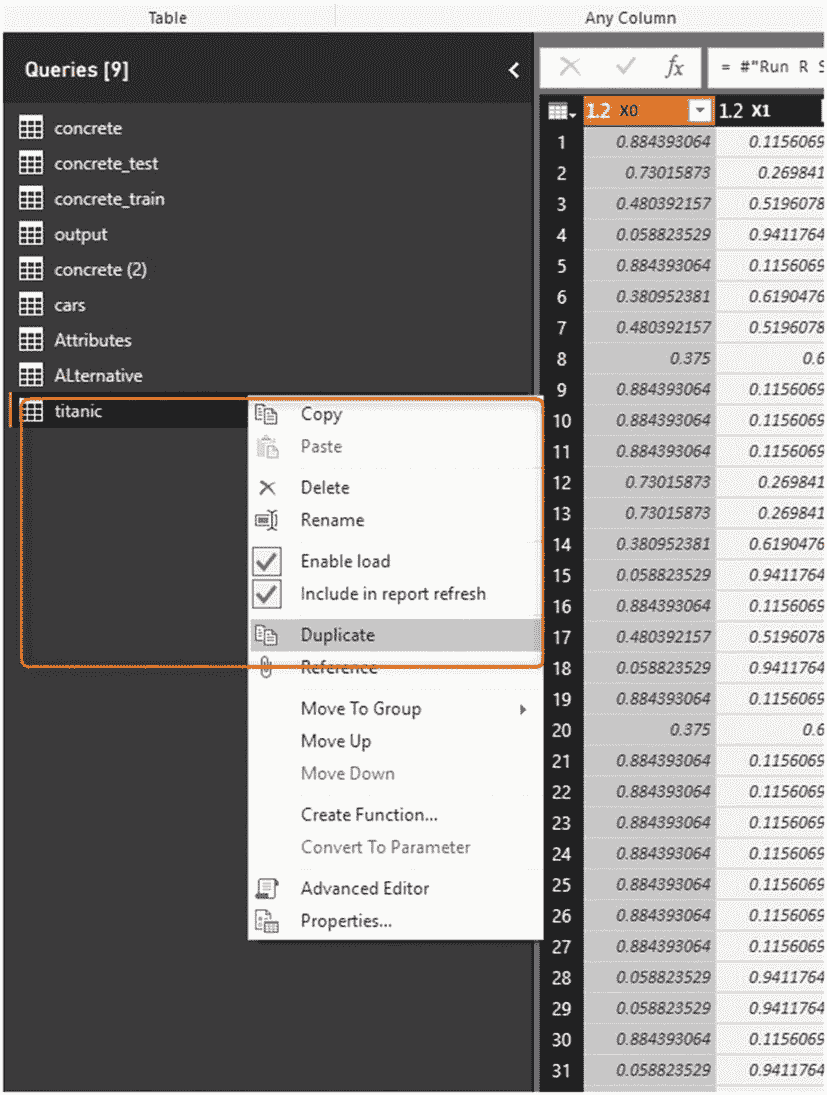 Table
Any Column
Queries [9]
fx
= #"Run R S
concrete
concrete_test
concrete_train
output
concrete (2)
cars
Attributes
ALternative
titanic
Copy
Paste
Delete
Rename
Enable load
Include in report refresh
Duplicate
Reference
Move To Group
Move Up
Move Down
Create Function...
Convert To Parameter
Advanced Editor
Properties...
1.2 X0 1.2 X1
1 0.884393064 0.1156069
2 0.73015873 0.269841
3 0.480392157 0.5196078
4 0.058823529 0.9411764
5 0.884393064 0.1156069
6 0.380952381 0.6190476
7 0.480392157 0.5196078
8 0.375 0.6
9 0.884393064 0.1156069
10 0.884393064 0.1156069
11 0.884393064 0.1156069
12 0.73015873 0.269841
13 0.73015873 0.269841
14 0.380952381 0.6190476
15 0.058823529 0.9411764
16 0.884393064 0.1156069
17 0.480392157 0.5196078
18 0.058823529 0.9411764
19 0.884393064 0.1156069
20 0.375 0.6
21 0.884393064 0.1156069
22 0.884393064 0.1156069
23 0.884393064 0.1156069
24 0.884393064 0.1156069
25 0.884393064 0.1156069
26 0.884393064 0.1156069
27 0.884393064 0.1156069
28 0.058823529 0.9411764
29 0.058823529 0.9411764
30 0.884393064 0.1156069
31 0.058823529 0.9411764